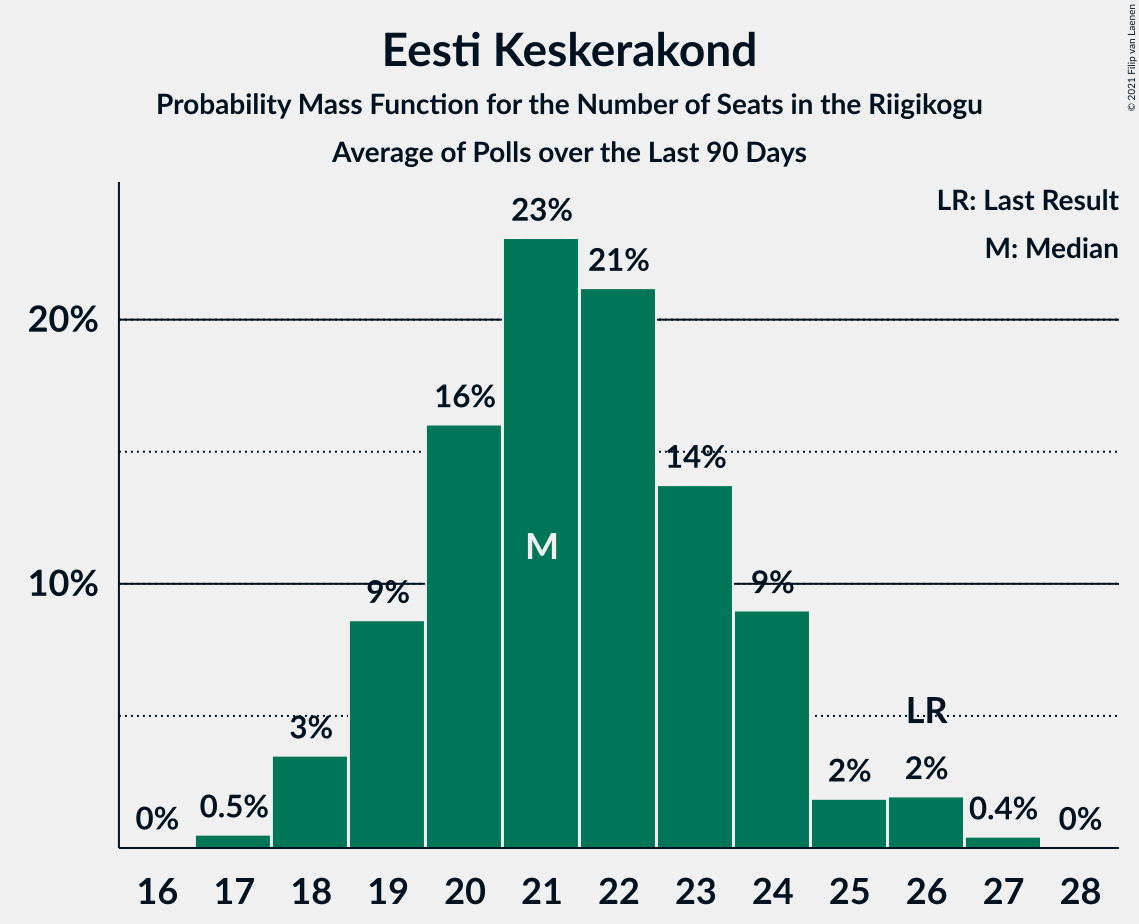 Eesti Keskerakond
Probability Mass Function for the Number of Seats in the Riigikogu
Average of Polls over the Last 90 Days
© 2021 Filip van Laenen
LR: Last Result
M: Median
20%
10%
0%
0.5%
3%
9%
16%
23%
21%
14%
9%
2%
2%
0.4%
0%
M
LR
16 17 18 19 20 21 22 23 24 25 26 27 28